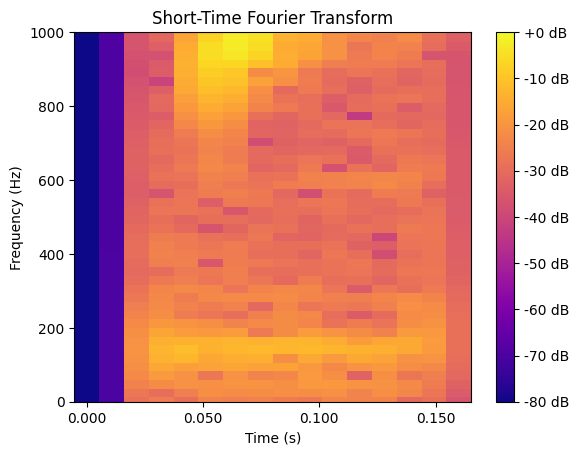 Short-Time Fourier Transform
1000
800
600
400
200
0
Frequency (Hz)
0.000
0.050
0.100
0.150
Time (s)
+0 dB
-10 dB
-20 dB
-30 dB
-40 dB
-50 dB
-60 dB
-70 dB
-80 dB